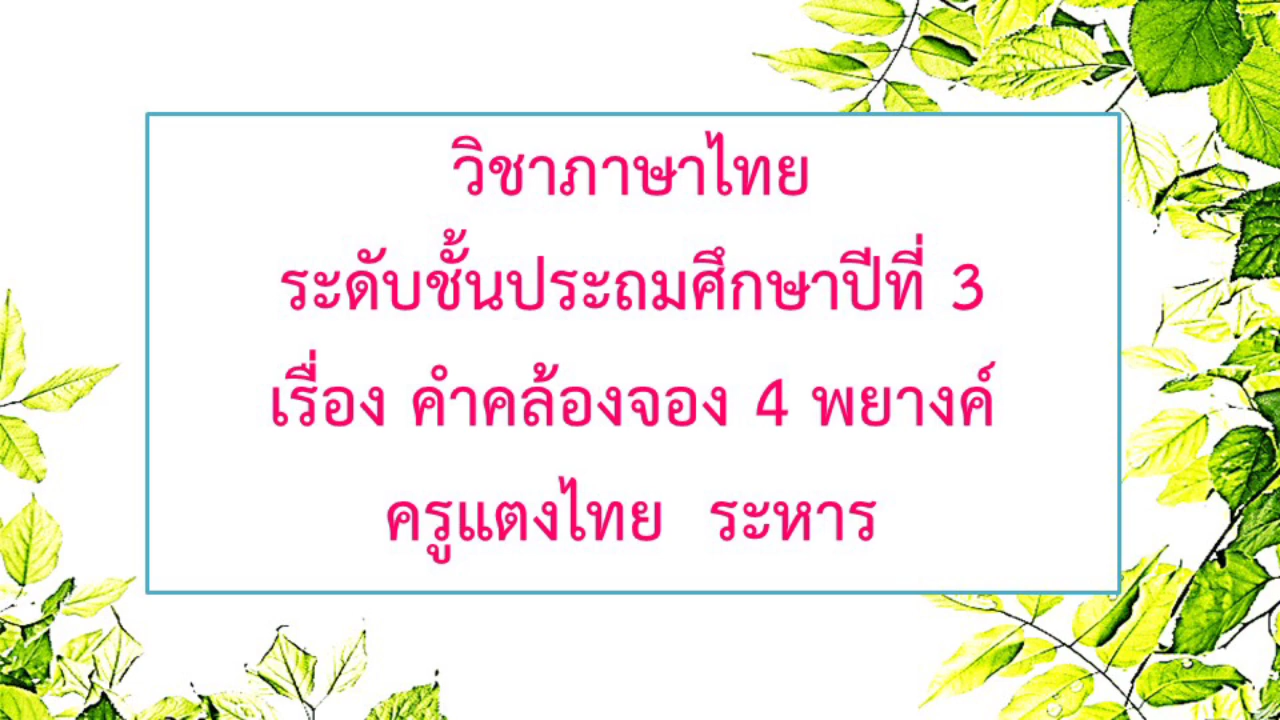 วิชาภาษาไทย
ระดับชั้นประถมศึกษาปีที่ 3
เรื่อง คำคล้องจอง 4 พยางค์
ครูแตงไทย ระหาร